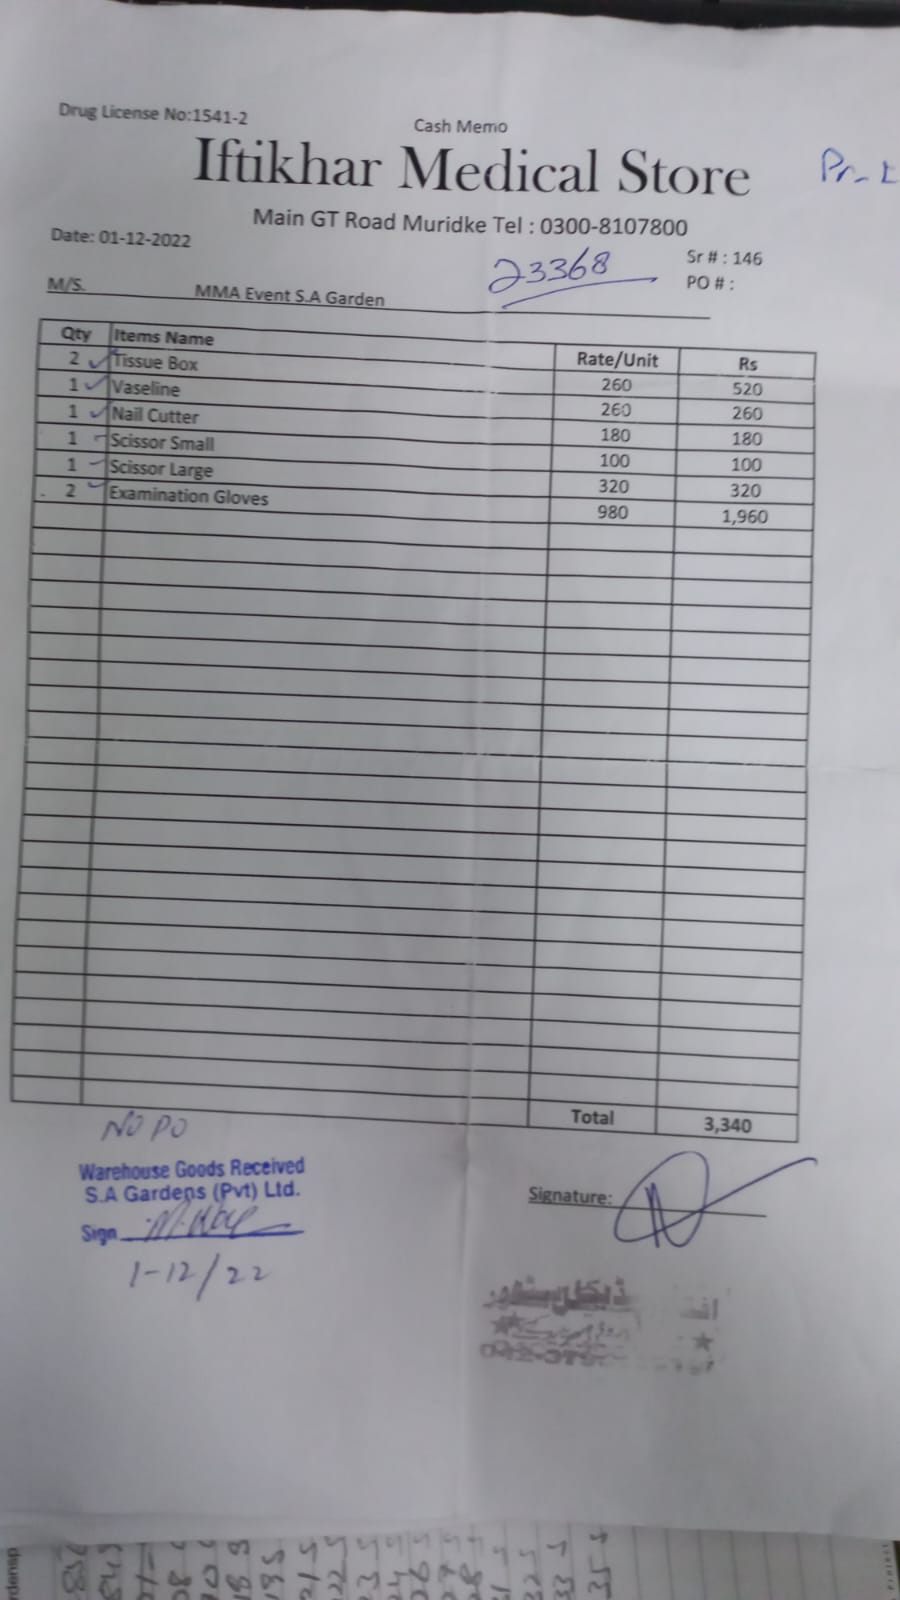 Drug License No:1541-2
Cash Memo
Iftikhar Medical Store
Main GT Road Muridke Tel : 0300-8107800
Date: 01-12-2022
23368
Sr # : 146
PO # :
M/S. MMA Event S.A Garden
Qty Items Name Rate/Unit Rs
2 Tissue Box 260 520
1 Vaseline 260 260
1 Nail Cutter 180 180
1 Scissor Small 100 100
1 Scissor Large 320 320
2 Examination Gloves 980 1,960
Total 3,340
NO PO
Warehouse Goods Received
S.A Gardens (Pvt) Ltd.
Sign
1-12/22
Signature: